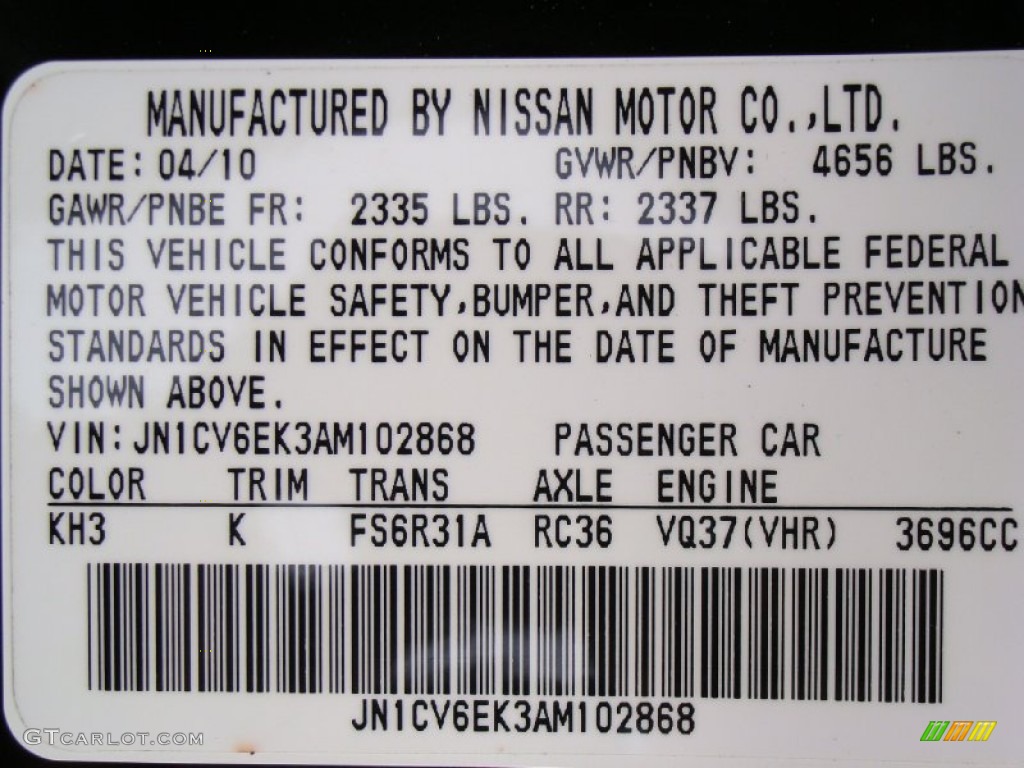 MANUFACTURED BY NISSAN MOTOR CO.,LTD.
DATE: 04/10 GVWR/PNBV: 4656 LBS.
GAWR/PNBE FR: 2335 LBS. RR: 2337 LBS.
THIS VEHICLE CONFORMS TO ALL APPLICABLE FEDERAL
MOTOR VEHICLE SAFETY,BUMPER,AND THEFT PREVENTION
STANDARDS IN EFFECT ON THE DATE OF MANUFACTURE
SHOWN ABOVE.
VIN: JN1CV6EK3AM102868 PASSENGER CAR
COLOR TRIM TRANS AXLE ENGINE
KH3 K FS6R31A RC36 VQ37(VHR) 3696CC
JN1CV6EK3AM102868
GTCARLOT.COM